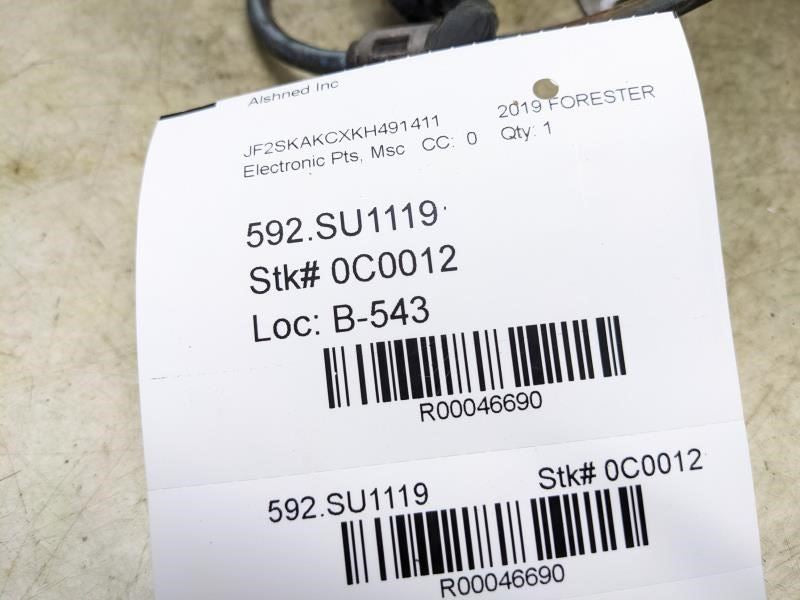 Alshned Inc
JF2SKAKCXKH491411 2019 FORESTER
Electronic Pts, Msc CC: 0 Qty: 1
592.SU1119
Stk# 0C0012
Loc: B-543
R00046690
592.SU1119 Stk# 0C0012
R00046690